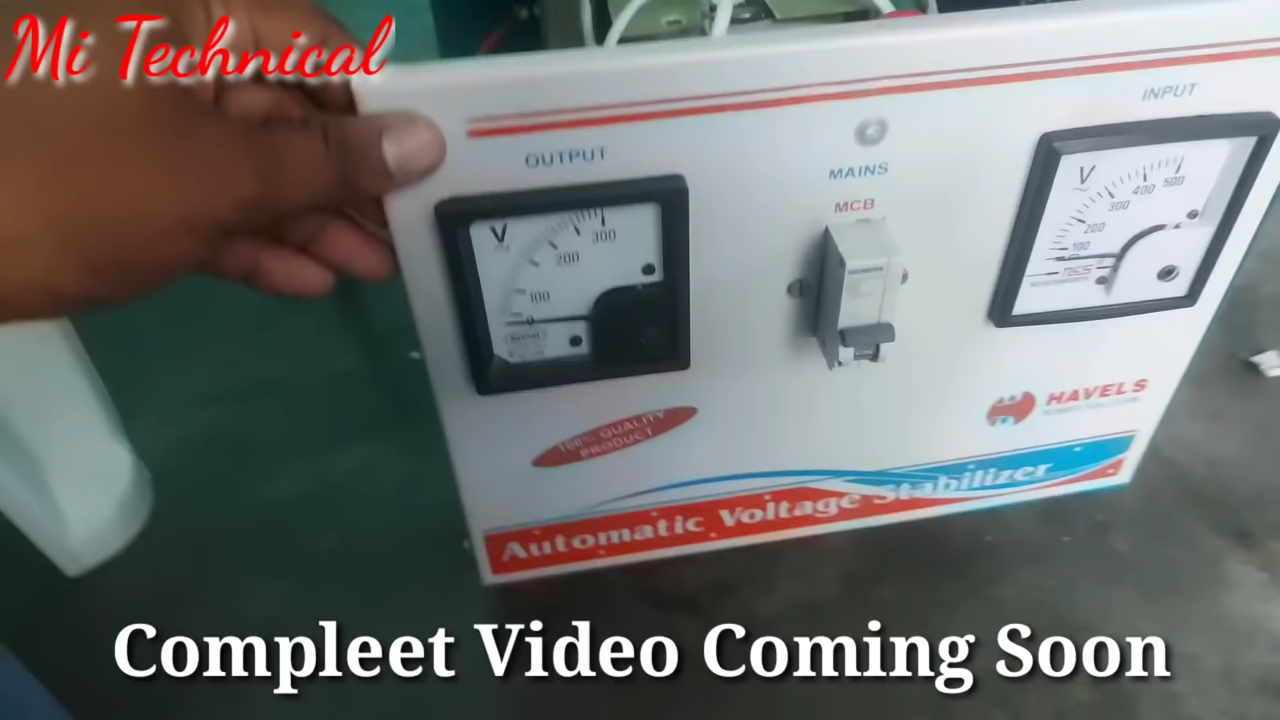 Mi Technical
INPUT
OUTPUT
MAINS
MCB
V
100
200
300
400
500
V
0
100
200
300
HAVELS
100% QUALITY
PRODUCT
Automatic Voltage Stabilizer
Compleet Video Coming Soon